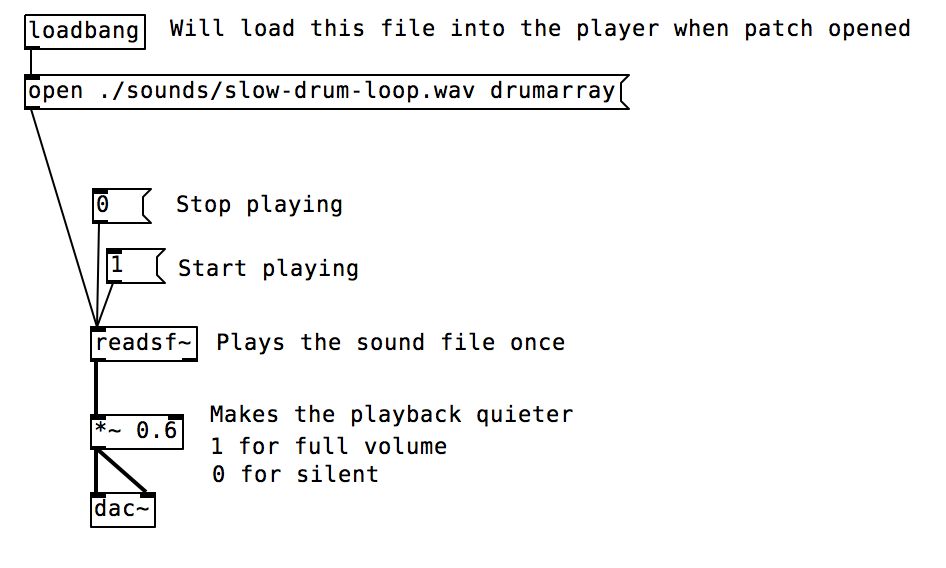 loadbang Will load this file into the player when patch opened
open ./sounds/slow-drum-loop.wav drumarray
0 Stop playing
1 Start playing
readsf~ Plays the sound file once
Makes the playback quieter
*~ 0.6
1 for full volume
0 for silent
dac~